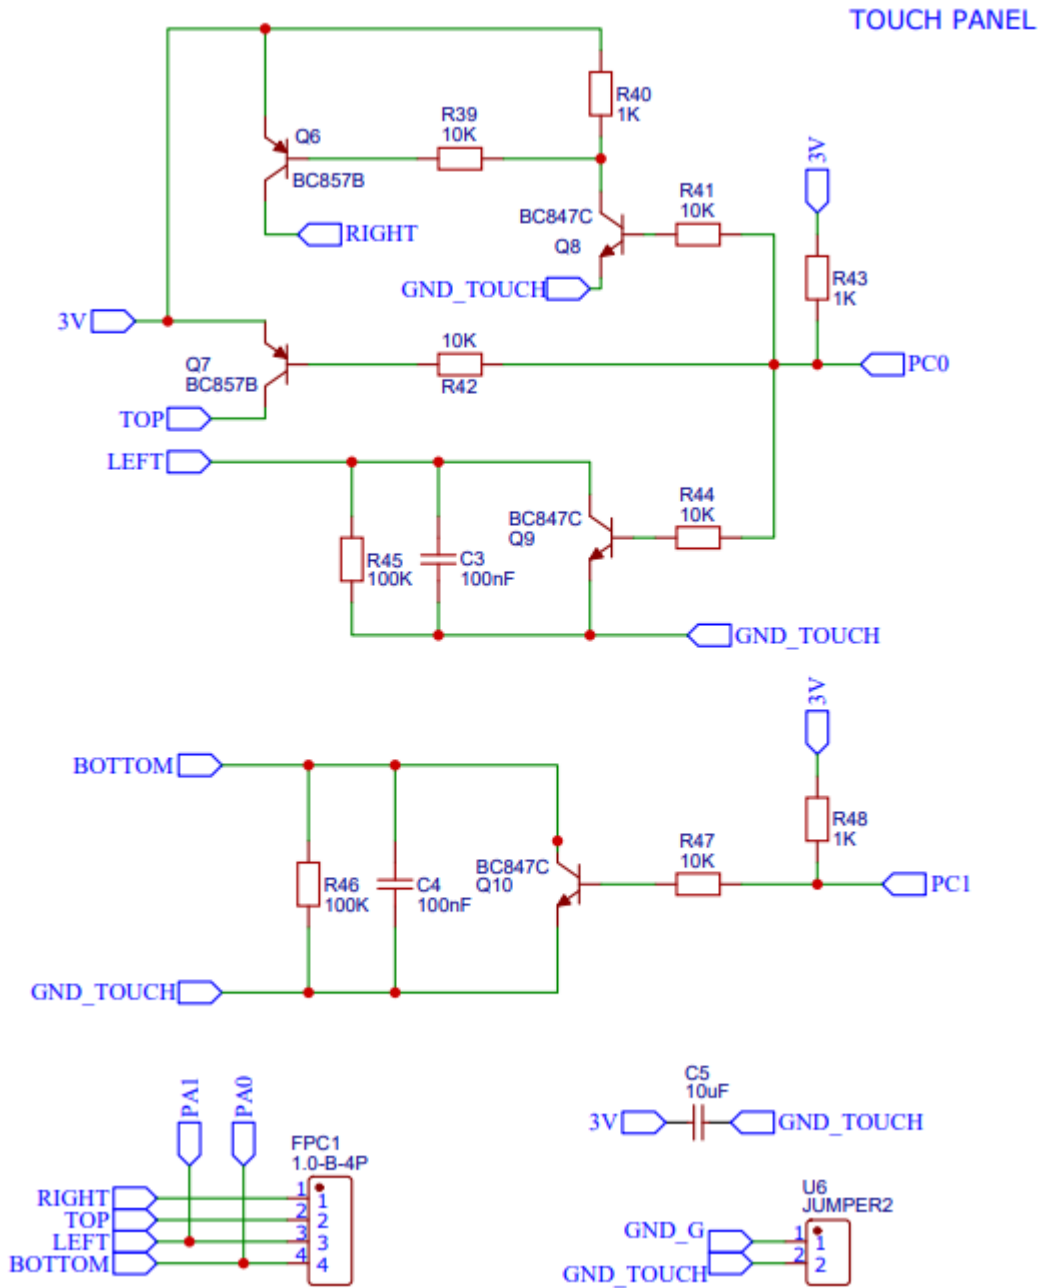 TOUCH PANEL
R40
1K
R39
10K
Q6
BC857B
3V
R41
10K
BC847C
Q8
RIGHT
R43
1K
GND_TOUCH
3V
10K
R42
Q7
BC857B
PC0
TOP
LEFT
R44
10K
BC847C
Q9
R45
100K
C3
100nF
GND_TOUCH
3V
BOTTOM
R48
1K
R47
10K
BC847C
Q10
R46
100K
C4
100nF
PC1
GND_TOUCH
PA1
PA0
C5
10uF
3V
GND_TOUCH
FPC1
1.0-B-4P
RIGHT 1 1
TOP 2 2
LEFT 3 3
BOTTOM 4 4
U6
JUMPER2
GND_G 1 1
GND_TOUCH 2 2